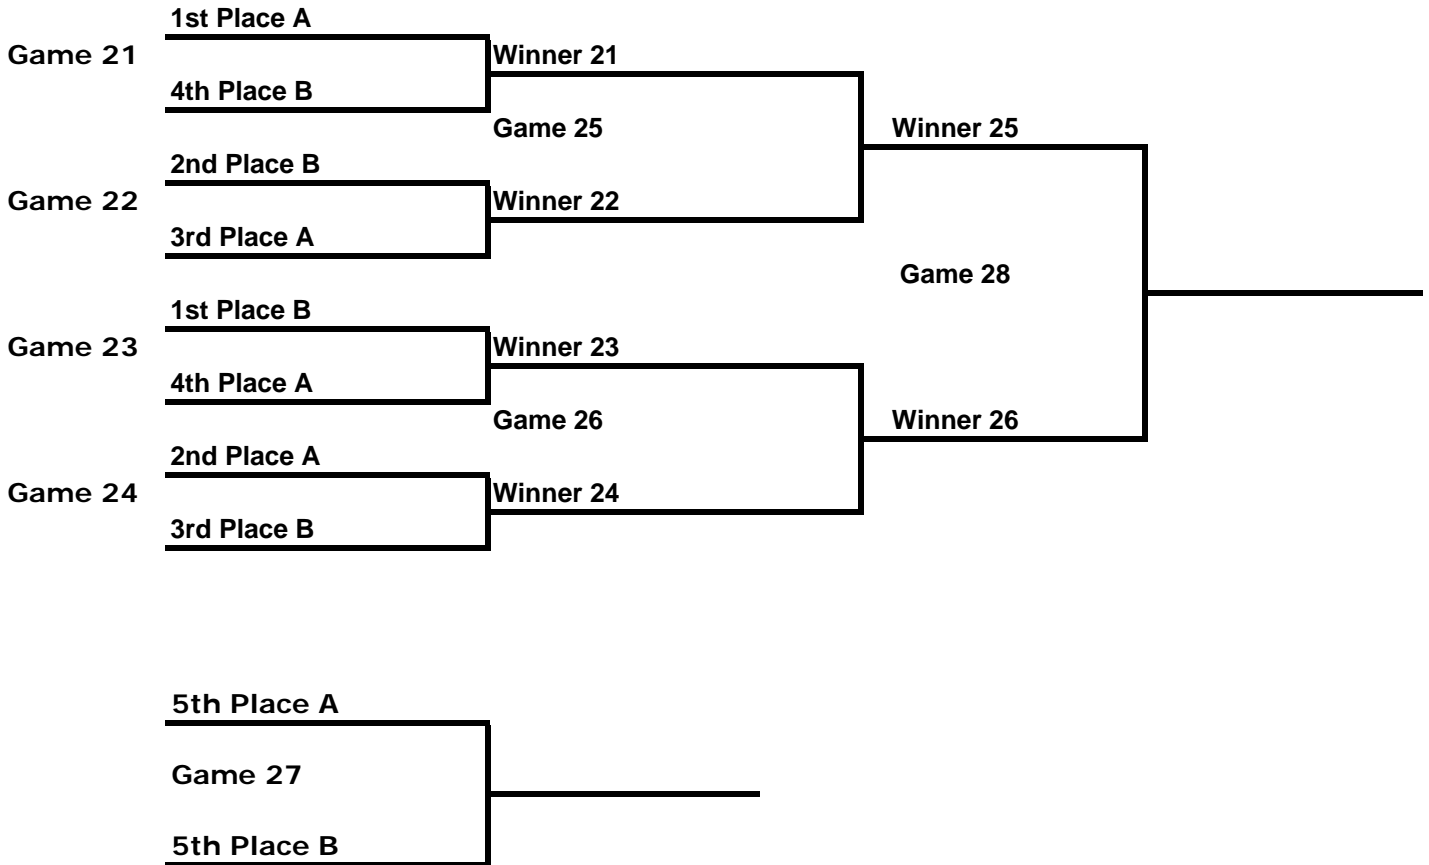 1st Place A
Game 21
Winner 21
4th Place B
Game 25
Winner 25
2nd Place B
Game 22
Winner 22
3rd Place A
Game 28
1st Place B
Game 23
Winner 23
4th Place A
Game 26
Winner 26
2nd Place A
Game 24
Winner 24
3rd Place B
5th Place A
Game 27
5th Place B